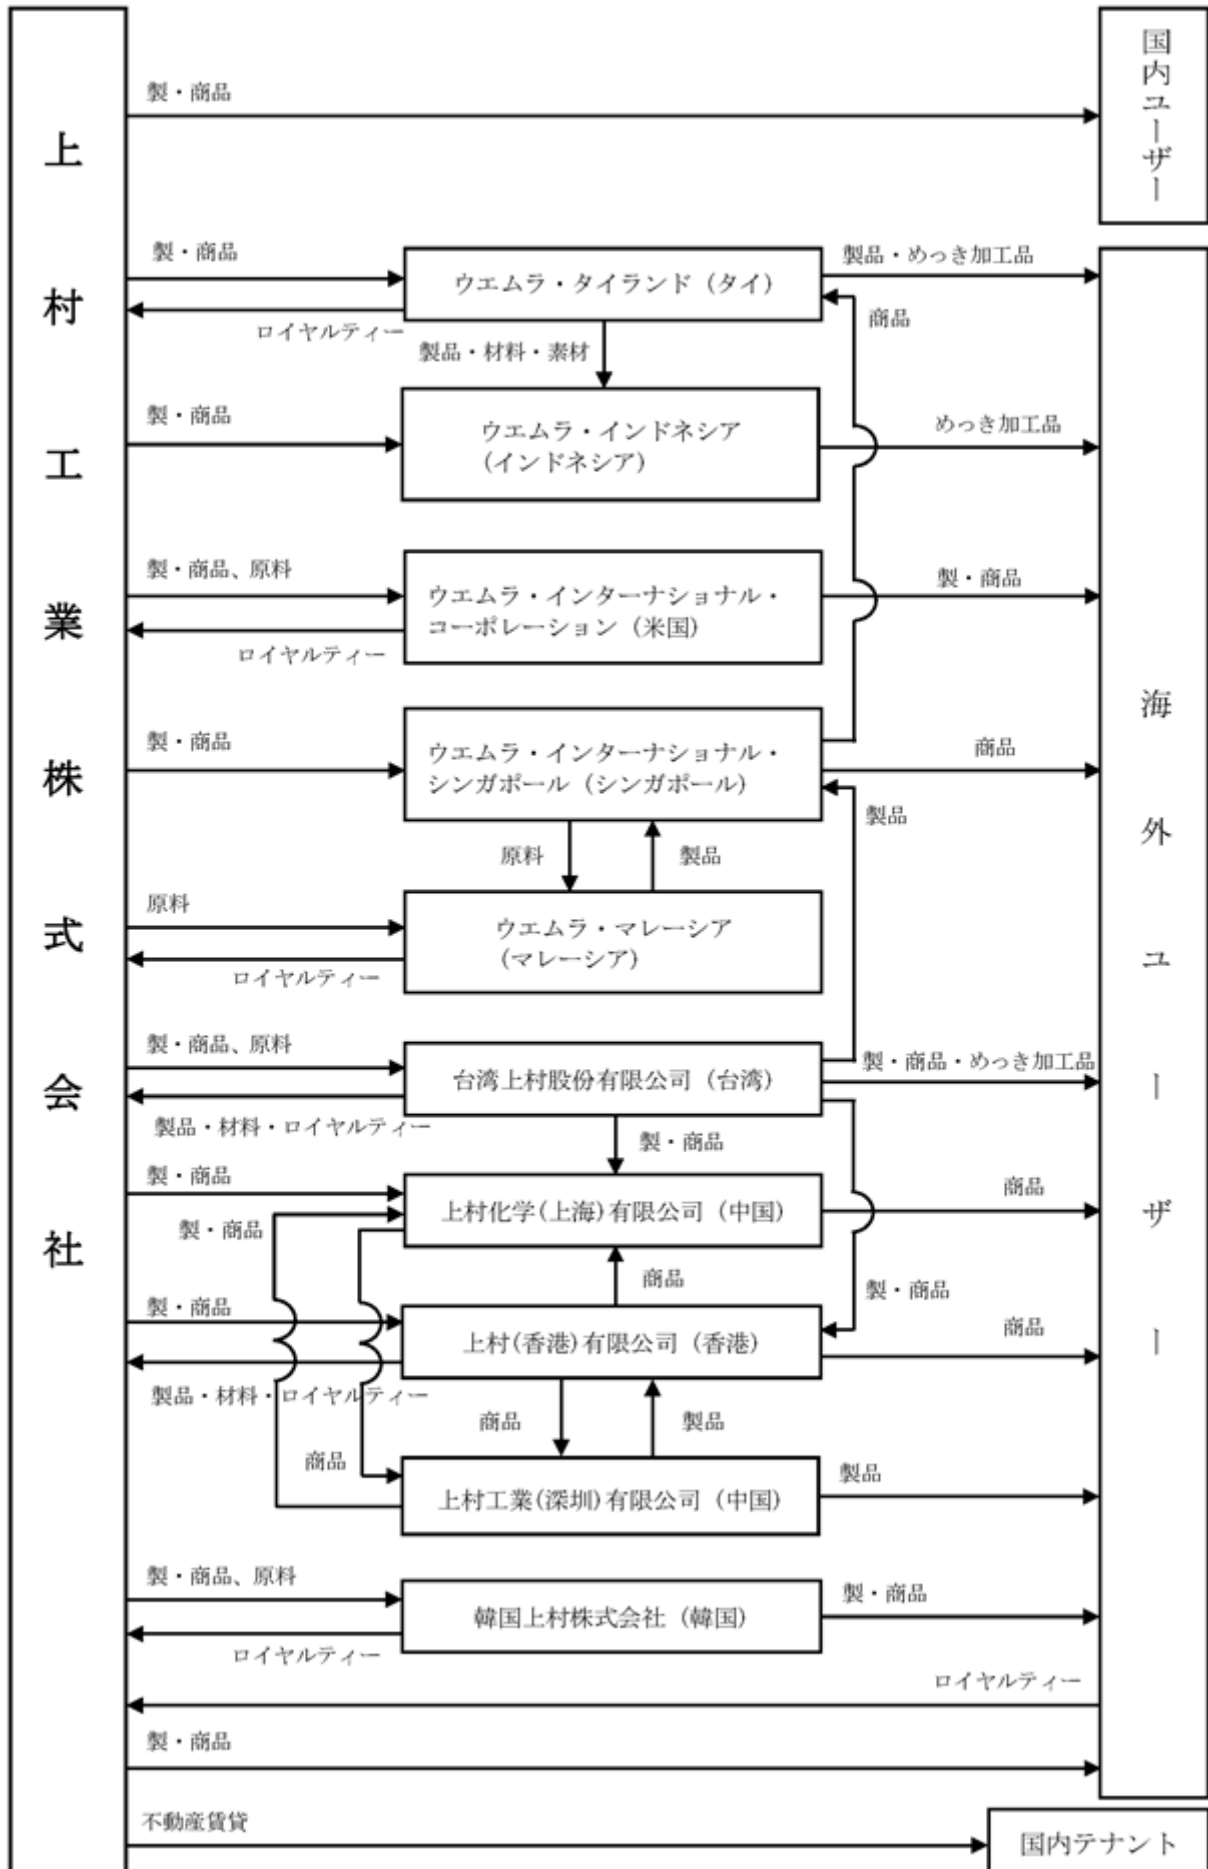 上村工業株式会社
国内ユーザー
製・商品
海外ユーザー
製・商品
ウエムラ・タイランド（タイ）
製品・めっき加工品
ロイヤルティー
商品
製品・材料・素材
製・商品
ウエムラ・インドネシア
(インドネシア)
めっき加工品
製・商品、原料
ウエムラ・インターナショナル・
コーポレーション（米国）
製・商品
ロイヤルティー
製・商品
ウエムラ・インターナショナル・
シンガポール（シンガポール）
商品
製品
原料
製品
原料
ウエムラ・マレーシア
(マレーシア)
ロイヤルティー
製・商品、原料
台湾上村股份有限公司（台湾）
製・商品・めっき加工品
製品・材料・ロイヤルティー
製・商品
製・商品
上村化学(上海)有限公司（中国）
商品
製・商品
商品
製・商品
製・商品
上村(香港)有限公司（香港）
商品
製品・材料・ロイヤルティー
商品
製品
商品
上村工業(深圳)有限公司（中国）
製品
製・商品、原料
韓国上村株式会社（韓国）
製・商品
ロイヤルティー
ロイヤルティー
製・商品
不動産賃貸
国内テナント